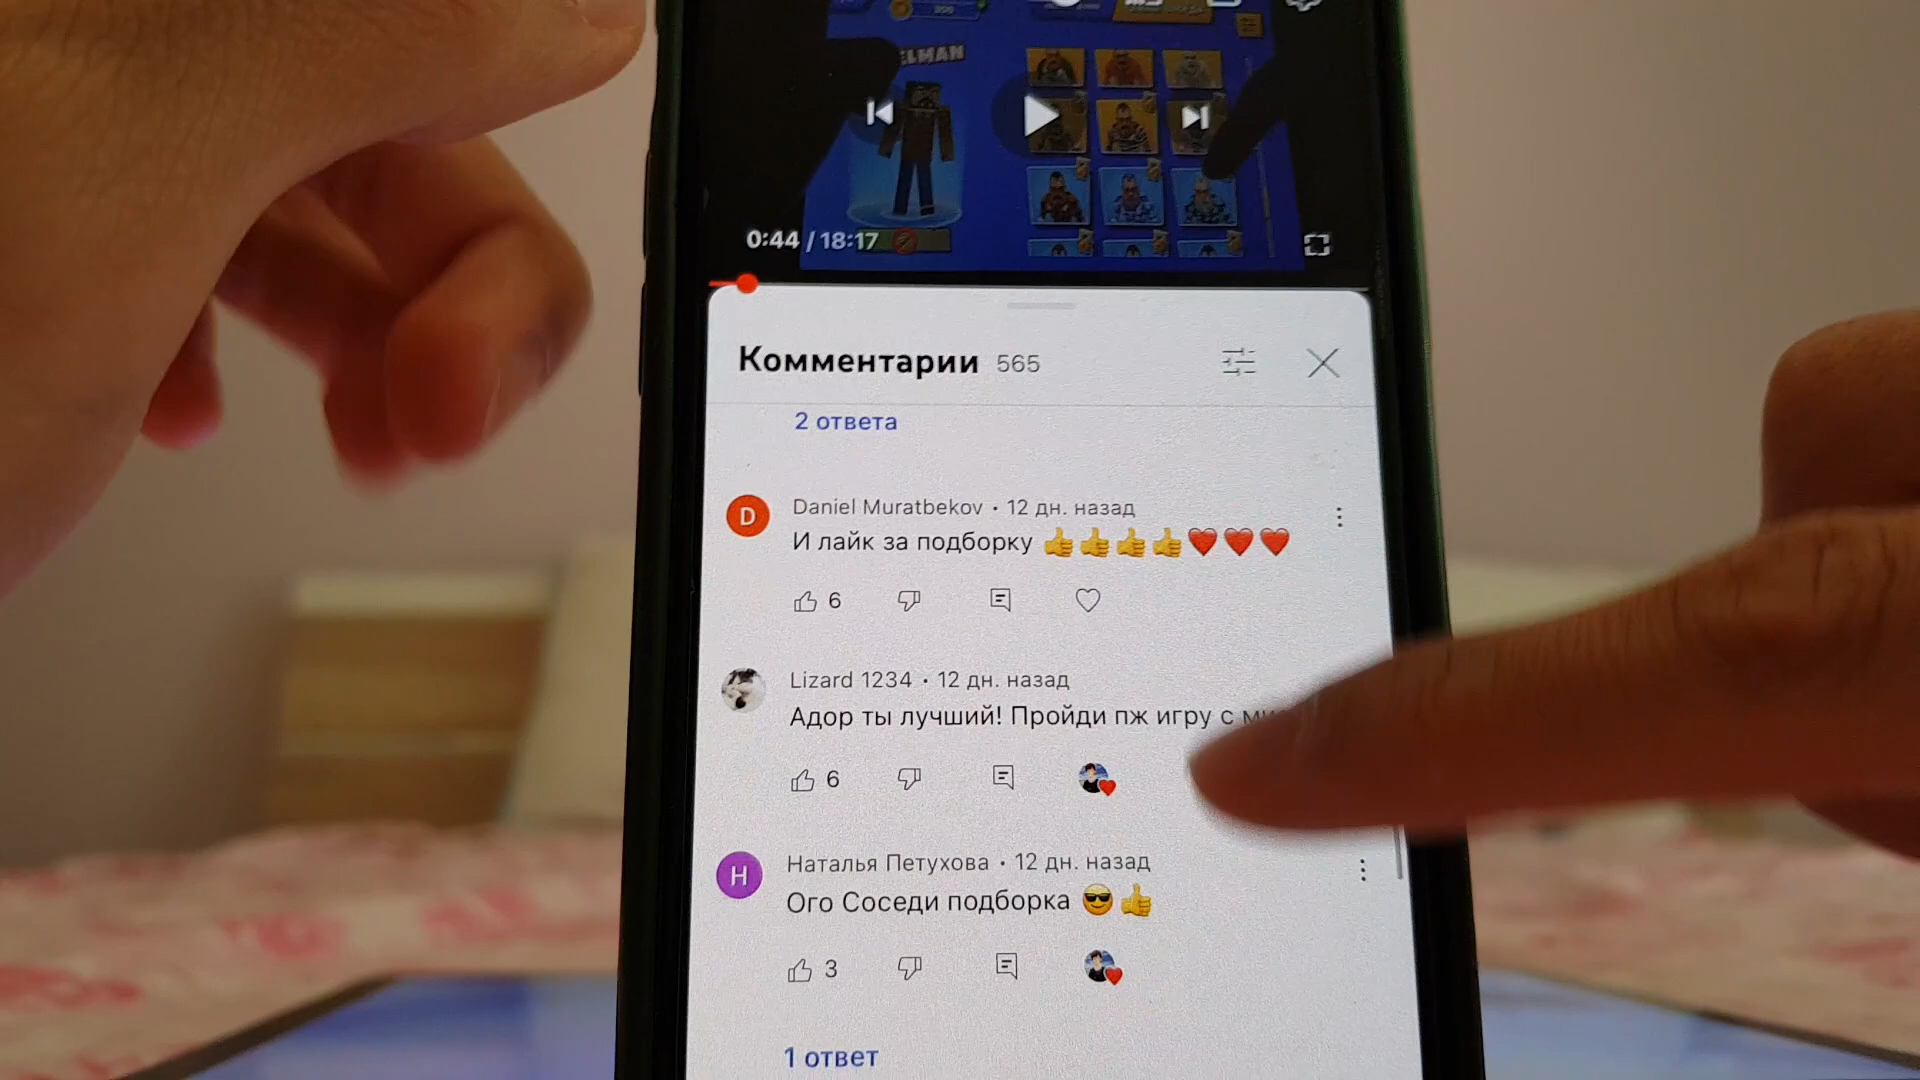 0:44 / 18:17
Комментарии 565
2 ответа
D
Daniel Muratbekov • 12 дн. назад
И лайк за подборку 👍👍👍👍❤️❤️❤️
6
Lizard 1234 • 12 дн. назад
Адор ты лучший! Пройди пж игру с
6
Н
Наталья Петухова • 12 дн. назад
Ого Соседи подборка 😎👍
3
1 ответ